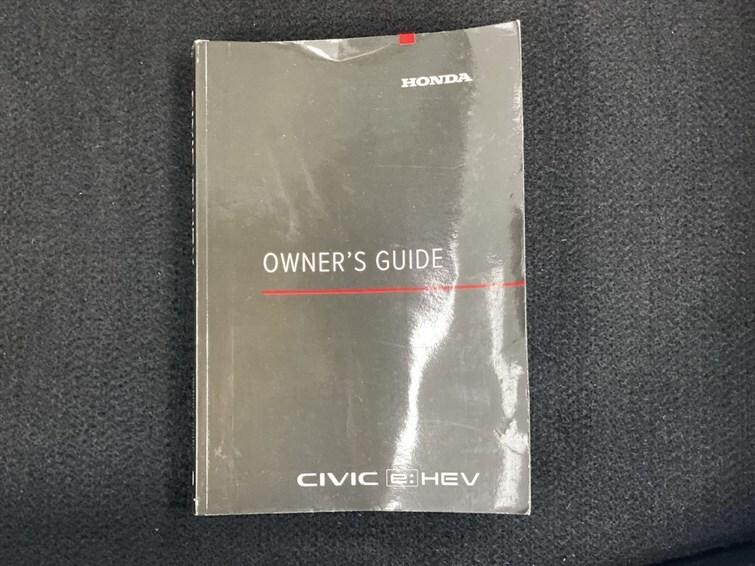 HONDA
OWNER'S GUIDE
CIVIC e:HEV